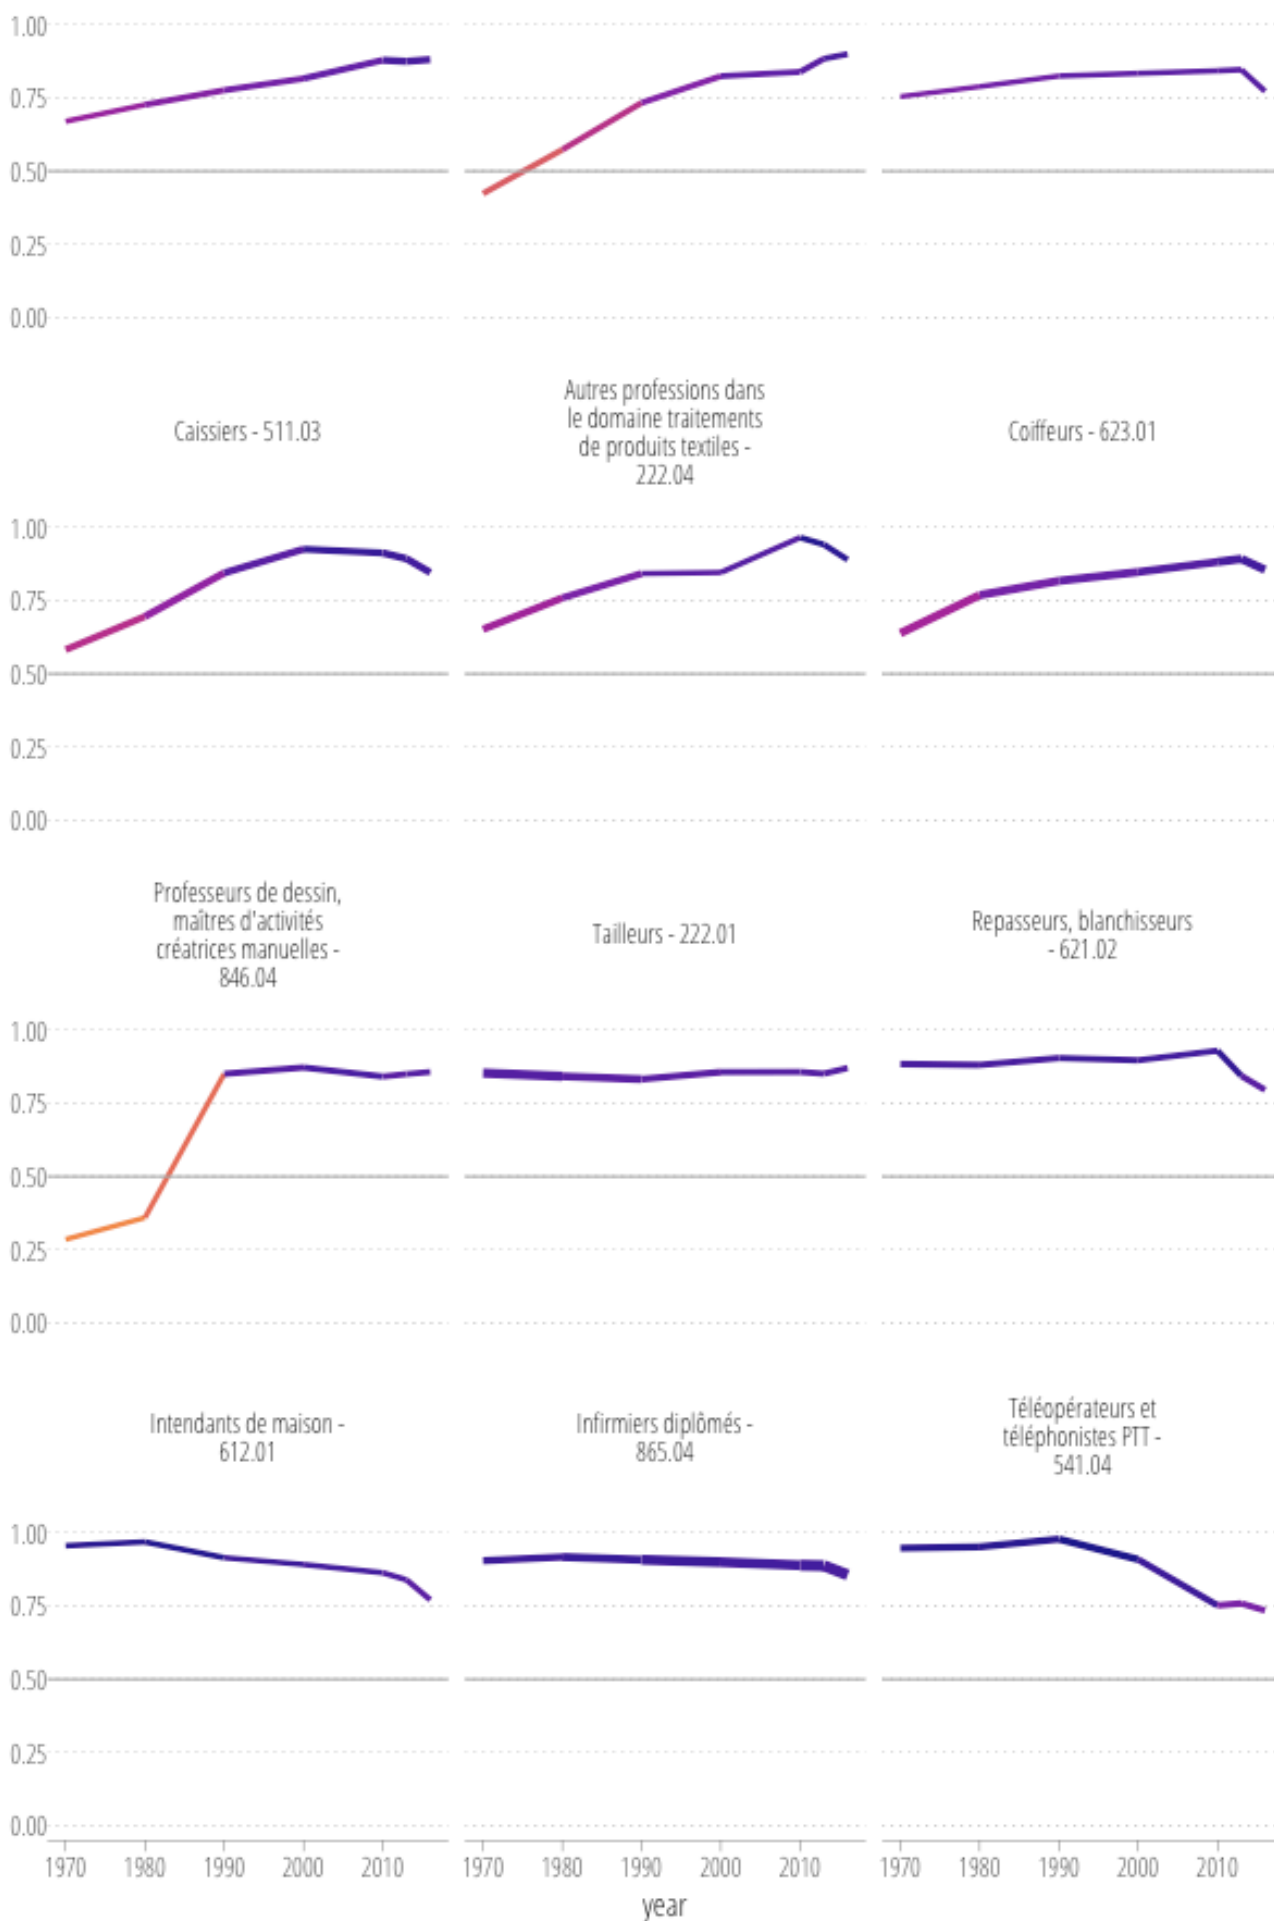 1.00
0.75
0.50
0.25
0.00
Caissiers - 511.03
Autres professions dans
le domaine traitements
de produits textiles -
222.04
Coiffeurs - 623.01
1.00
0.75
0.50
0.25
0.00
Professeurs de dessin,
maîtres d'activités
créatrices manuelles -
846.04
Tailleurs - 222.01
Repasseurs, blanchisseurs
- 621.02
1.00
0.75
0.50
0.25
0.00
Intendants de maison -
612.01
Infirmiers diplômés -
865.04
Téléopérateurs et
téléphonistes PTT -
541.04
1.00
0.75
0.50
0.25
0.00
1970 1980 1990 2000 2010 1970 1980 1990 2000 2010 1970 1980 1990 2000 2010
year